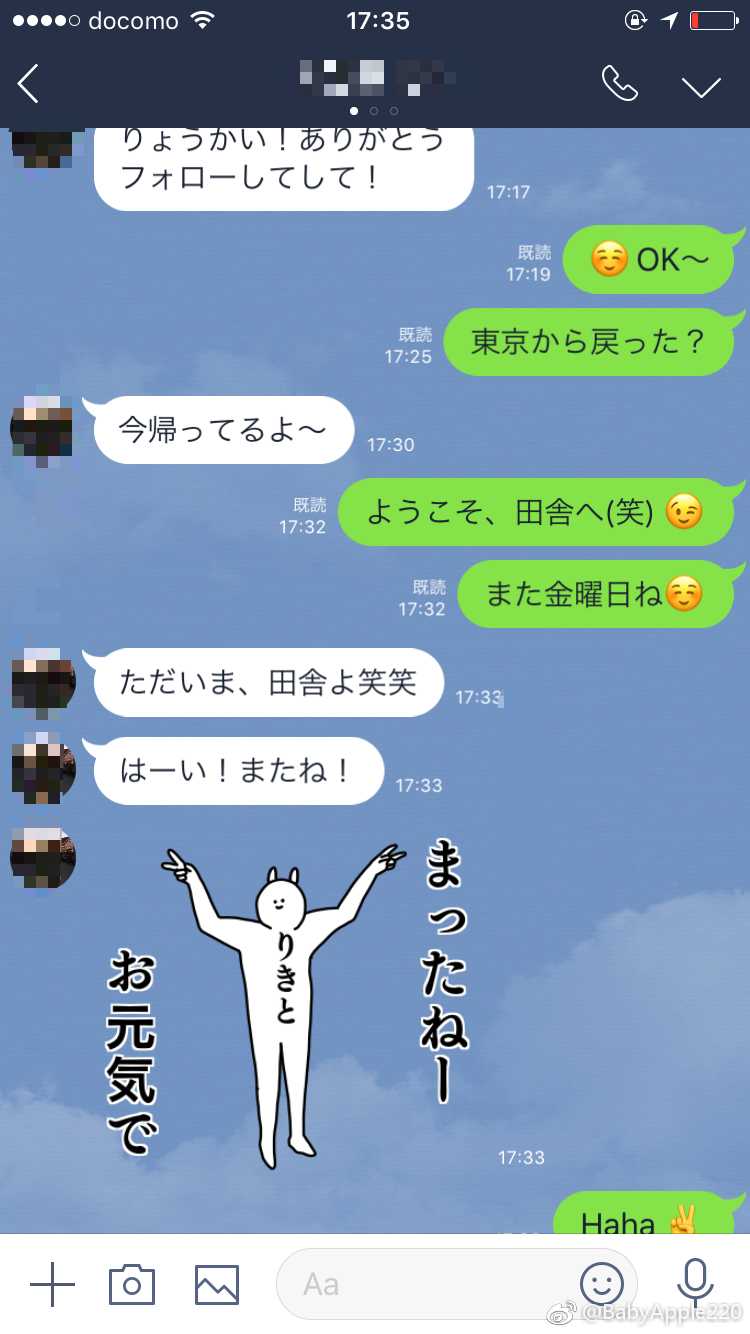 docomo 17:35
りょうかい！ありがとう
フォローしてして！
17:17
☺️ OK〜
既読
17:19
東京から戻った？
既読
17:25
今帰ってるよ〜
17:30
ようこそ、田舎へ(笑) 😉
既読
17:32
また金曜日ね☺️
既読
17:32
ただいま、田舎よ笑笑
17:33
はーい！またね！
17:33
まったねー
りきと
お元気で
17:33
Haha ✌️
Aa
@BabyApple220